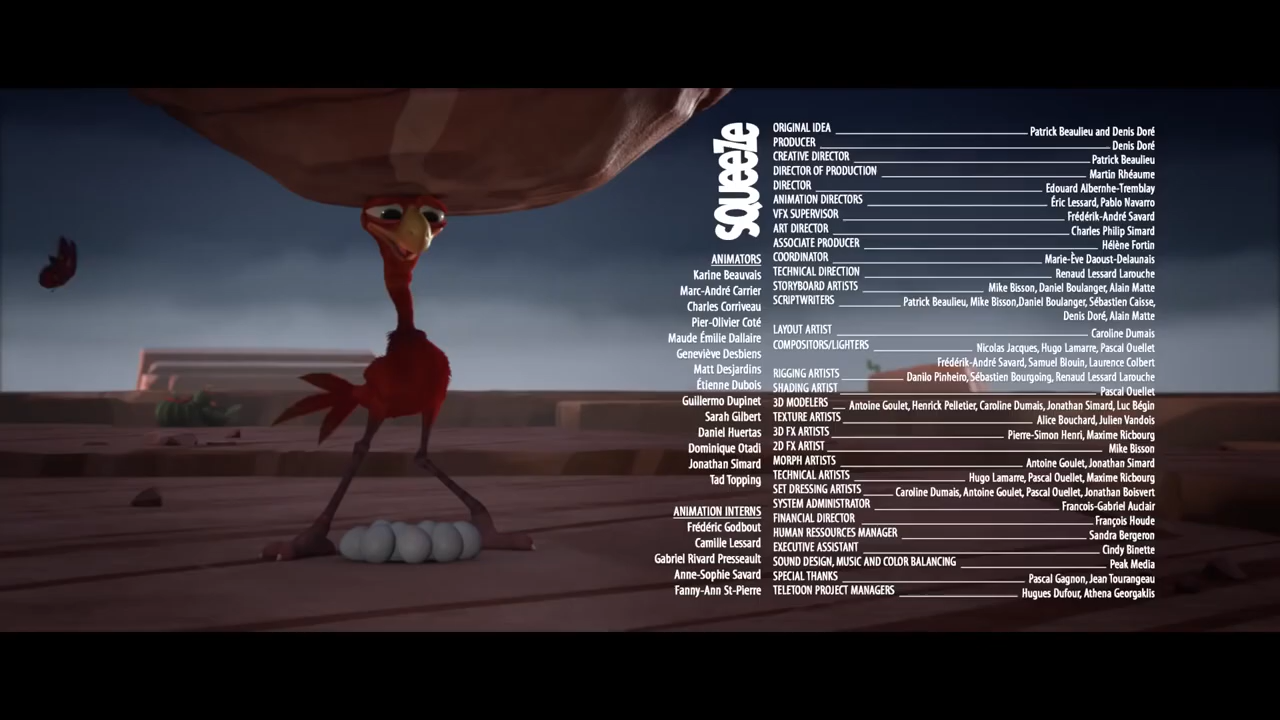 squeeze
ANIMATORS
Karine Beauvais
Marc-André Carrier
Charles Corriveau
Pier-Olivier Coté
Maude Émilie Dallaire
Geneviève Desbiens
Matt Desjardins
Étienne Dubois
Guillermo Dupinet
Sarah Gilbert
Daniel Huertas
Dominique Otadi
Jonathan Simard
Tad Topping
ANIMATION INTERNS
Frédéric Godbout
Camille Lessard
Gabriel Rivard Presseault
Anne-Sophie Savard
Fanny-Ann St-Pierre
ORIGINAL IDEA Patrick Beaulieu and Denis Doré
PRODUCER Denis Doré
CREATIVE DIRECTOR Patrick Beaulieu
DIRECTOR OF PRODUCTION Martin Rhéaume
DIRECTOR Edouard Albernhe-Tremblay
ANIMATION DIRECTORS Éric Lessard, Pablo Navarro
VFX SUPERVISOR Frédérik-André Savard
ART DIRECTOR Charles Philip Simard
ASSOCIATE PRODUCER Hélène Fortin
COORDINATOR Marie-Ève Daoust-Delaunais
TECHNICAL DIRECTION Renaud Lessard Larouche
STORYBOARD ARTISTS Mike Bisson, Daniel Boulanger, Alain Matte
SCRIPTWRITERS Patrick Beaulieu, Mike Bisson,Daniel Boulanger, Sébastien Caisse,
Denis Doré, Alain Matte
LAYOUT ARTIST Caroline Dumais
COMPOSITORS/LIGHTERS Nicolas Jacques, Hugo Lamarre, Pascal Ouellet
Frédérik-André Savard, Samuel Blouin, Laurence Colbert
RIGGING ARTISTS Danilo Pinheiro, Sébastien Bourgoing, Renaud Lessard Larouche
SHADING ARTIST Pascal Ouellet
3D MODELERS Antoine Goulet, Henrick Pelletier, Caroline Dumais, Jonathan Simard, Luc Bégin
TEXTURE ARTISTS Alice Bouchard, Julien Vandois
3D FX ARTISTS Pierre-Simon Henri, Maxime Ricbourg
2D FX ARTIST Mike Bisson
MORPH ARTISTS Antoine Goulet, Jonathan Simard
TECHNICAL ARTISTS Hugo Lamarre, Pascal Ouellet, Maxime Ricbourg
SET DRESSING ARTISTS Caroline Dumais, Antoine Goulet, Pascal Ouellet, Jonathan Boisvert
SYSTEM ADMINISTRATOR Francois-Gabriel Auclair
FINANCIAL DIRECTOR François Houde
HUMAN RESSOURCES MANAGER Sandra Bergeron
EXECUTIVE ASSISTANT Cindy Binette
SOUND DESIGN, MUSIC AND COLOR BALANCING Peak Media
SPECIAL THANKS Pascal Gagnon, Jean Tourangeau
TELETOON PROJECT MANAGERS Hugues Dufour, Athena Georgaklis